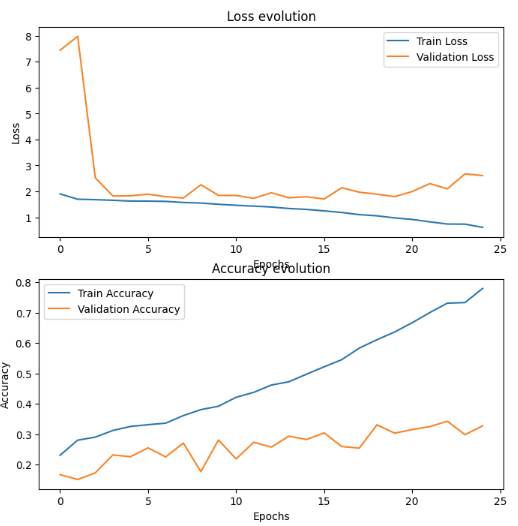 Loss evolution
8
7
6
5
4
3
2
1
Loss
Train Loss
Validation Loss
0 5 10 15 20 25
Epochs
Accuracy evolution
0.8
0.7
0.6
0.5
0.4
0.3
0.2
Accuracy
Train Accuracy
Validation Accuracy
0 5 10 15 20 25
Epochs